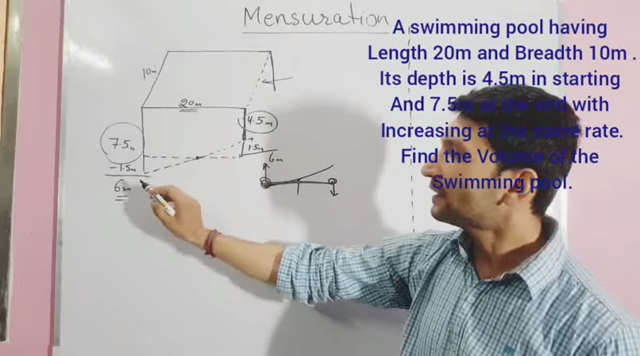 Mensuration
A swimming pool having
Length 20m and Breadth 10m .
Its depth is 4.5m in starting
And 7.5m at the end with
Increasing at the same rate.
Find the Volume of the
Swimming pool.
10m
20m
4.5m
7.5m
1.5m
-1.5m
6m
6m